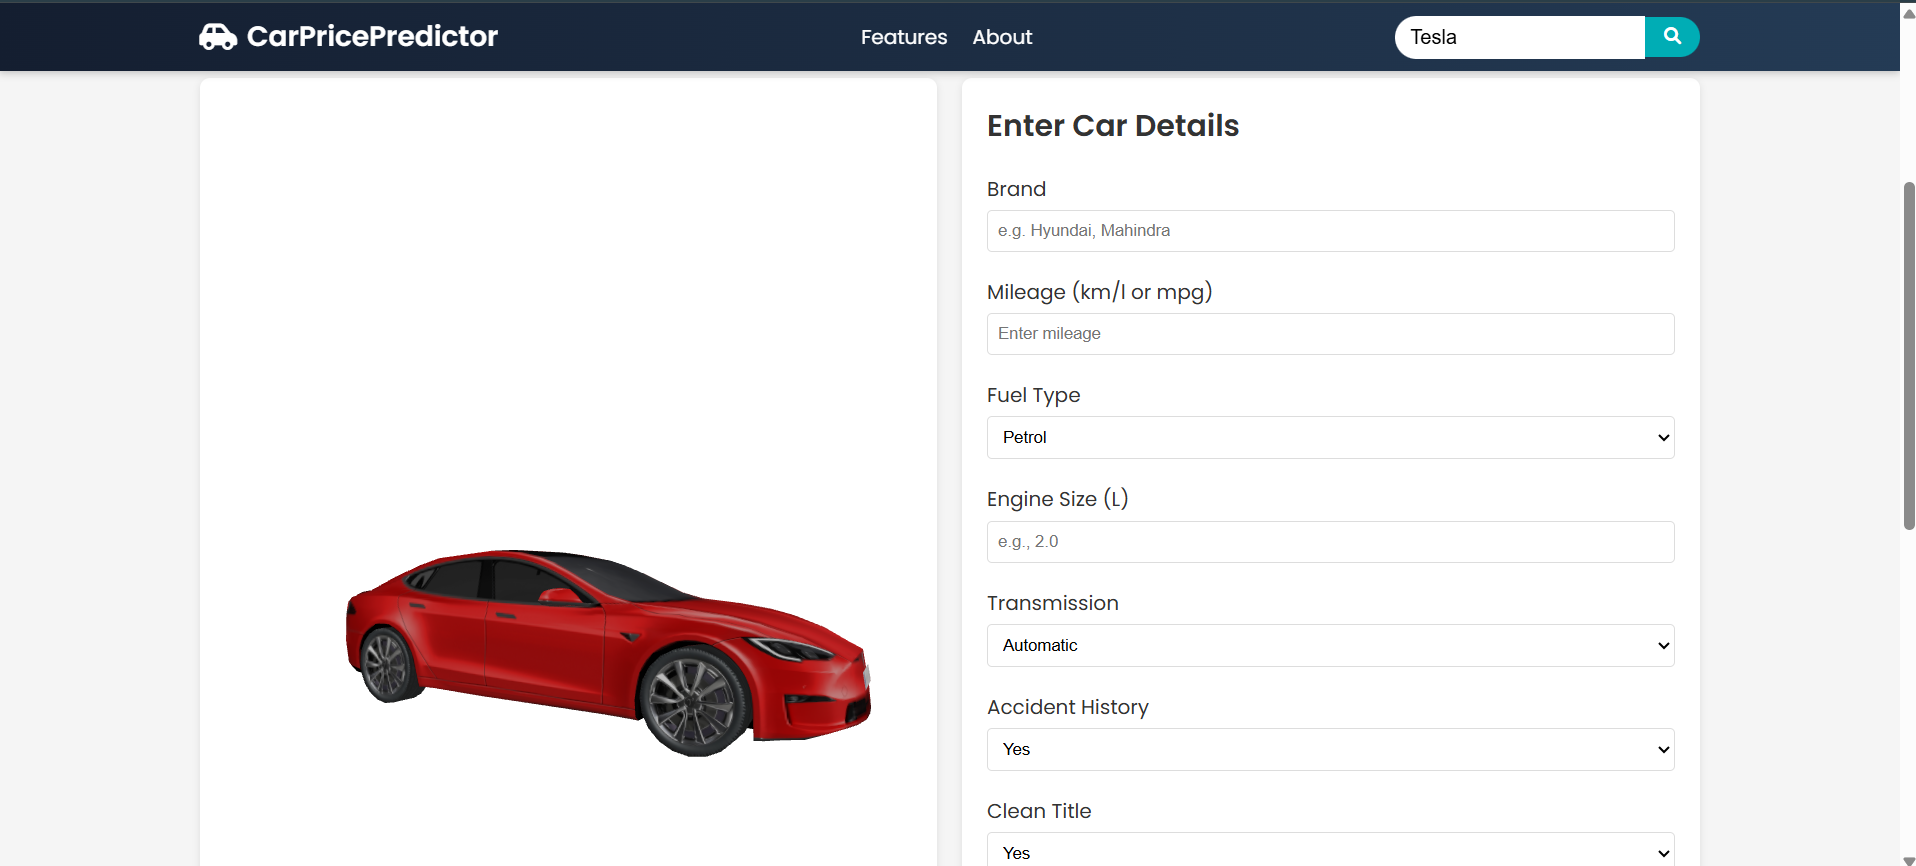 CarPricePredictor
Features
About
Tesla
Enter Car Details
Brand
e.g. Hyundai, Mahindra
Mileage (km/l or mpg)
Enter mileage
Fuel Type
Petrol
Engine Size (L)
e.g., 2.0
Transmission
Automatic
Accident History
Yes
Clean Title
Yes